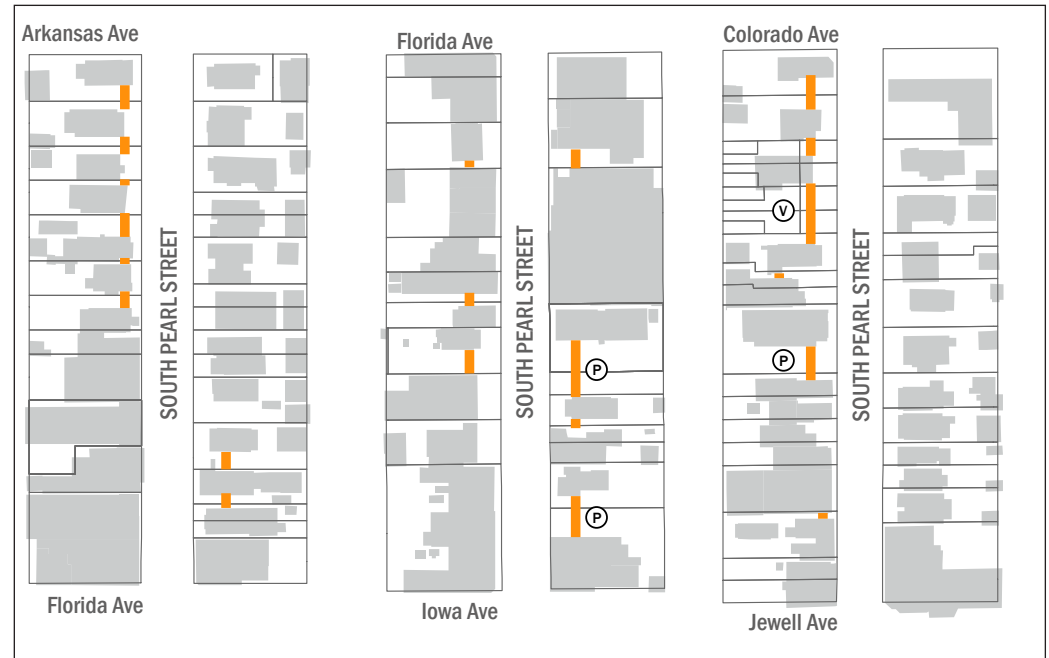 Arkansas Ave
SOUTH PEARL STREET
Florida Ave
Florida Ave
SOUTH PEARL STREET
P
P
Iowa Ave
Colorado Ave
V
P
SOUTH PEARL STREET
Jewell Ave